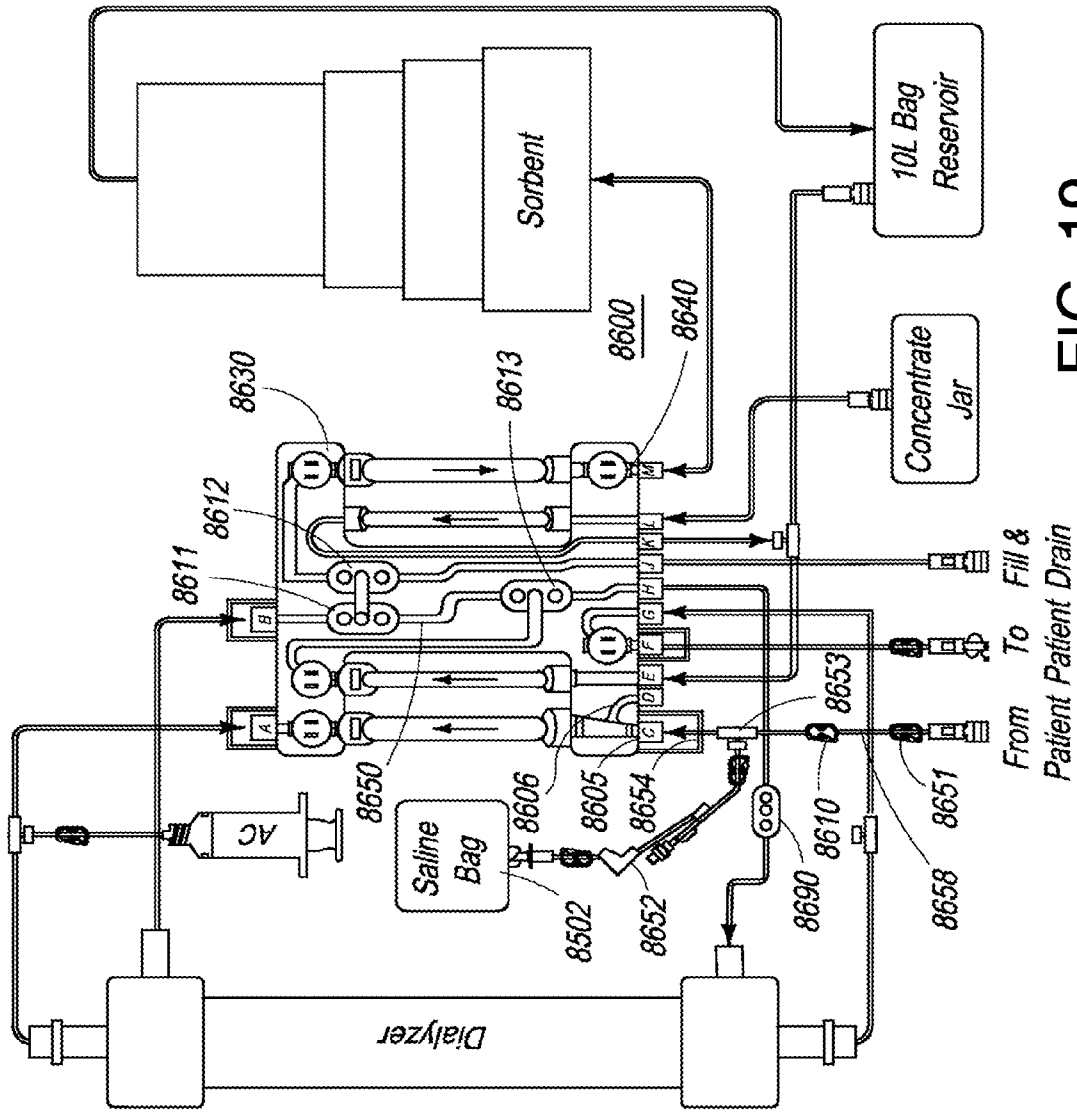 Dialyzer
AC
Saline
Bag
8502
8652
8606
8605
8654
8653
8690
8610
8658
8651
8650
8611
8612
8630
8613
8600
8640
A
B
C
D
E
F
G
H
J
K
L
M
Sorbent
From
Patient
To
Patient
Fill &
Drain
Concentrate
Jar
10L Bag
Reservoir
FIG